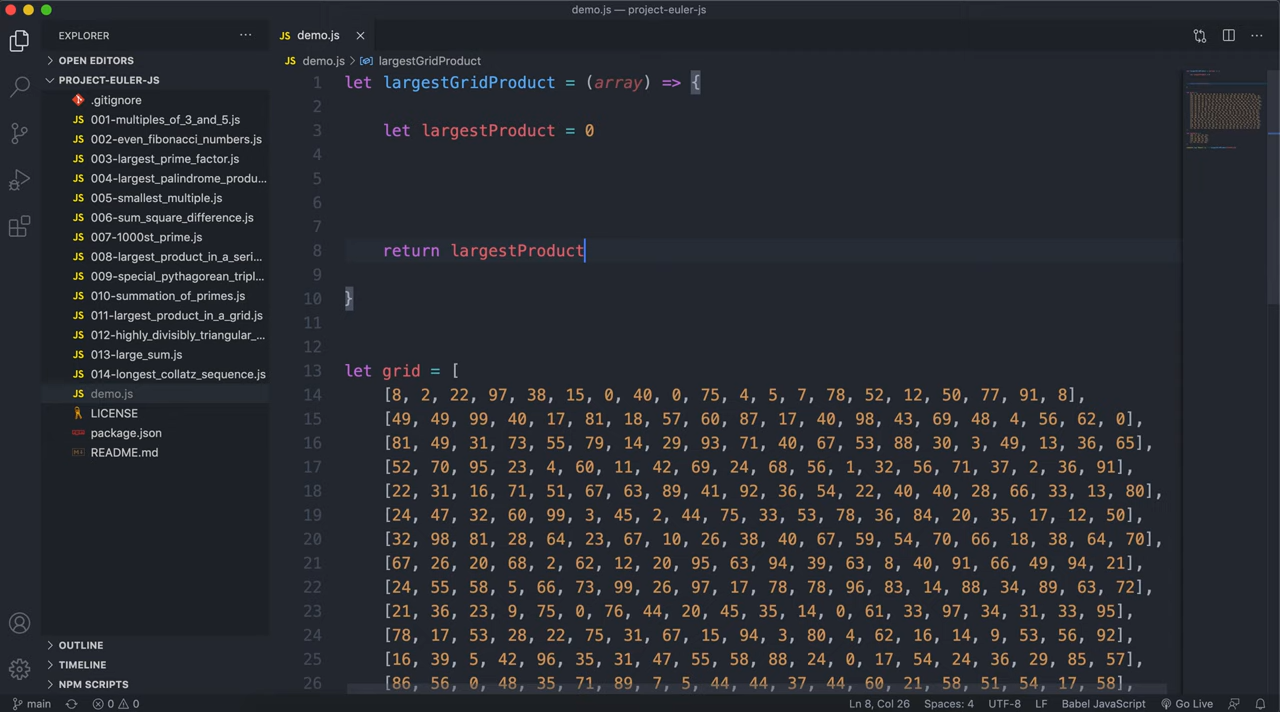 demo.js — project-euler-js
EXPLORER
OPEN EDITORS
PROJECT-EULER-JS
.gitignore
JS 001-multiples_of_3_and_5.js
JS 002-even_fibonacci_numbers.js
JS 003-largest_prime_factor.js
JS 004-largest_palindrome_produ...
JS 005-smallest_multiple.js
JS 006-sum_square_difference.js
JS 007-1000st_prime.js
JS 008-largest_product_in_a_seri...
JS 009-special_pythagorean_tripl...
JS 010-summation_of_primes.js
JS 011-largest_product_in_a_grid.js
JS 012-highly_divisibly_triangular_...
JS 013-large_sum.js
JS 014-longest_collatz_sequence.js
JS demo.js
LICENSE
package.json
README.md
OUTLINE
TIMELINE
NPM SCRIPTS
JS demo.js
JS demo.js > largestGridProduct
1 let largestGridProduct = (array) => {
2
3 let largestProduct = 0
4
5
6
7
8 return largestProduct
9
10 }
11
12
13 let grid = [
14 [8, 2, 22, 97, 38, 15, 0, 40, 0, 75, 4, 5, 7, 78, 52, 12, 50, 77, 91, 8],
15 [49, 49, 99, 40, 17, 81, 18, 57, 60, 87, 17, 40, 98, 43, 69, 4, 56, 62, 0],
16 [81, 49, 31, 73, 55, 79, 14, 29, 93, 71, 40, 67, 53, 88, 30, 3, 49, 13, 36, 65],
17 [52, 70, 95, 23, 4, 60, 11, 42, 69, 24, 68, 56, 1, 32, 56, 71, 37, 2, 36, 91],
18 [22, 31, 16, 71, 51, 67, 63, 89, 41, 92, 36, 54, 22, 40, 40, 28, 66, 33, 13, 80],
19 [24, 47, 32, 60, 99, 3, 45, 2, 44, 75, 33, 53, 78, 36, 84, 20, 35, 17, 12, 50],
20 [32, 98, 81, 28, 64, 23, 67, 10, 26, 38, 40, 67, 59, 54, 70, 66, 18, 38, 64, 70],
21 [67, 26, 20, 68, 2, 62, 12, 20, 95, 63, 94, 39, 63, 8, 40, 91, 66, 49, 94, 21],
22 [24, 55, 58, 5, 66, 73, 99, 26, 97, 17, 78, 78, 96, 83, 14, 88, 34, 89, 63, 72],
23 [21, 36, 23, 9, 75, 0, 76, 44, 20, 45, 35, 14, 0, 61, 33, 97, 34, 31, 33, 95],
24 [78, 17, 53, 28, 22, 75, 31, 67, 15, 94, 3, 80, 4, 62, 16, 14, 9, 53, 56, 92],
25 [16, 39, 5, 42, 96, 35, 31, 47, 55, 58, 88, 24, 0, 17, 54, 24, 36, 29, 85, 57],
26 [86, 56, 0, 48, 35, 71, 89, 7, 5, 44, 44, 37, 44, 60, 21, 58, 51, 54, 17, 58],
main 0 0 Ln 8, Col 26 Spaces: 4 UTF-8 LF Babel JavaScript Go Live